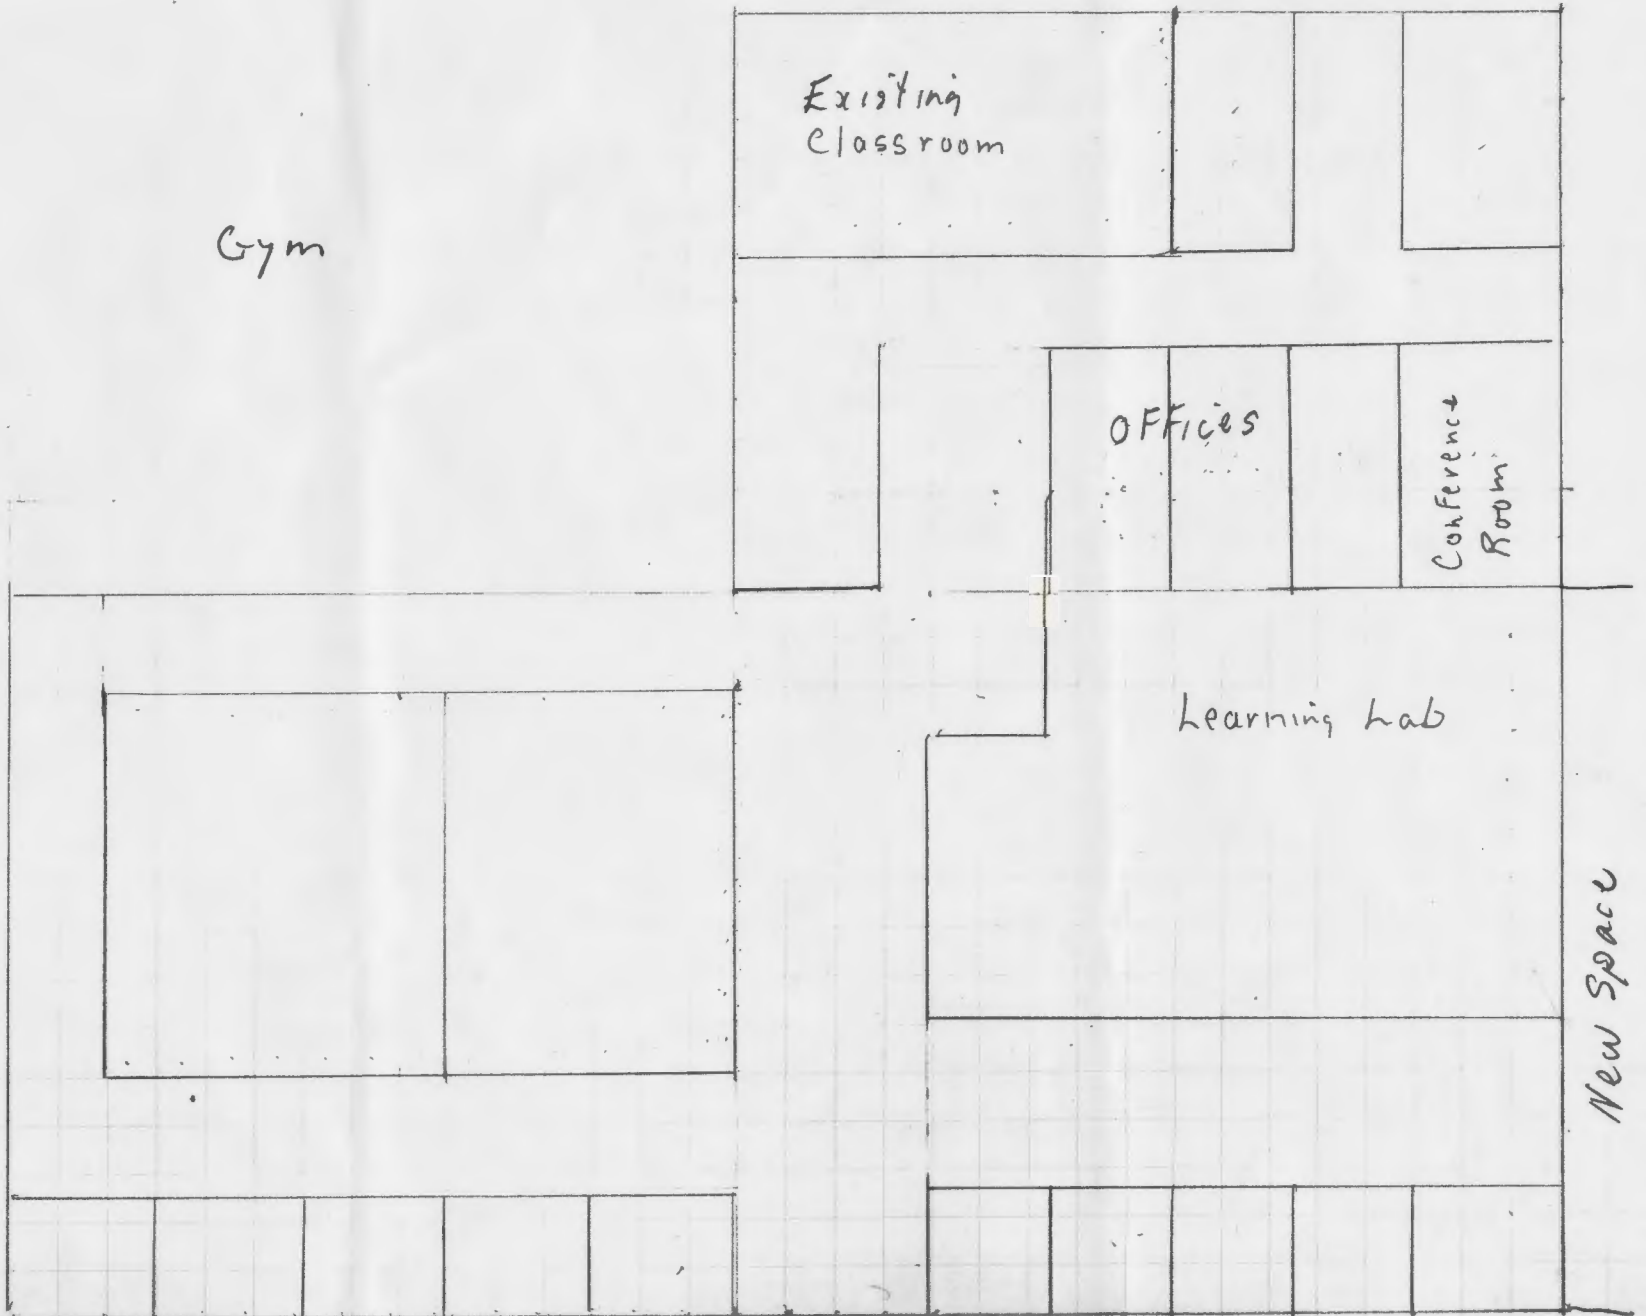 Existing
Classroom
Gym
Offices
Conference
Room
Learning Lab
New Space